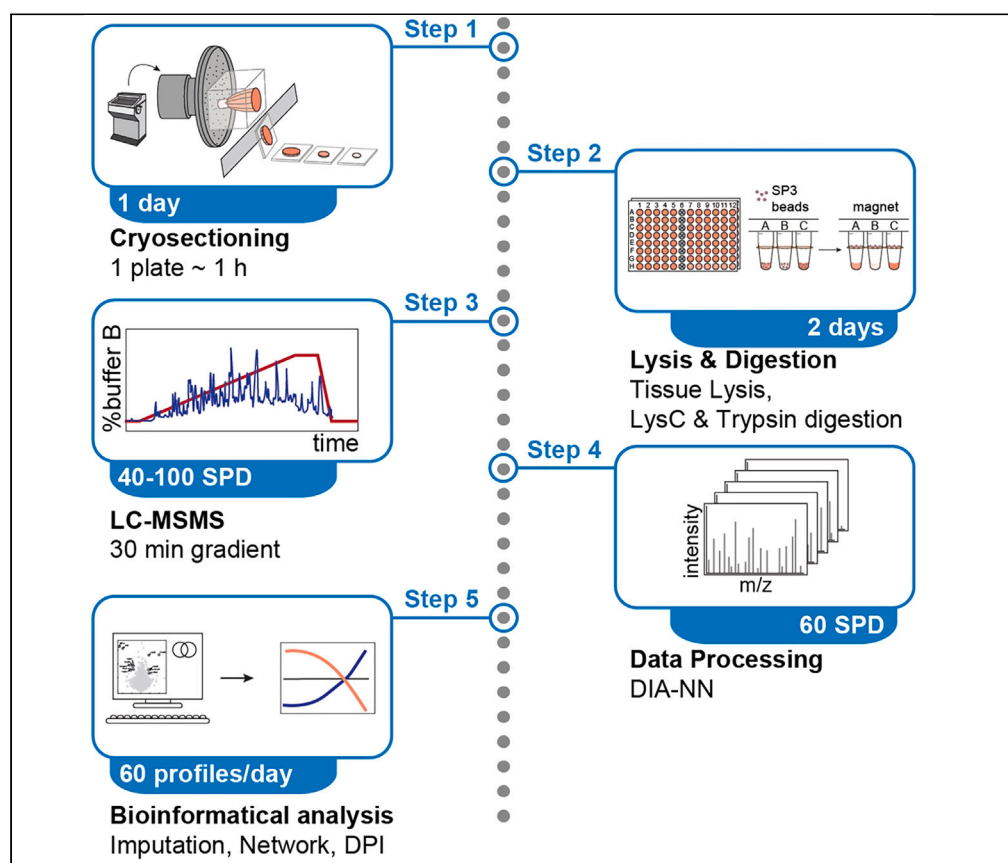 Step 1
1 day
Cryosectioning
1 plate ~ 1 h
Step 2
1 2 3 4 5 6 7 8 9 10 11 12
A
B
C
D
E
F
G
H
SP3
beads
A B C
magnet
A B C
2 days
Lysis & Digestion
Tissue Lysis,
LysC & Trypsin digestion
Step 3
%buffer B
time
40-100 SPD
LC-MSMS
30 min gradient
Step 4
intensity
m/z
60 SPD
Data Processing
DIA-NN
Step 5
60 profiles/day
Bioinformatical analysis
Imputation, Network, DPI